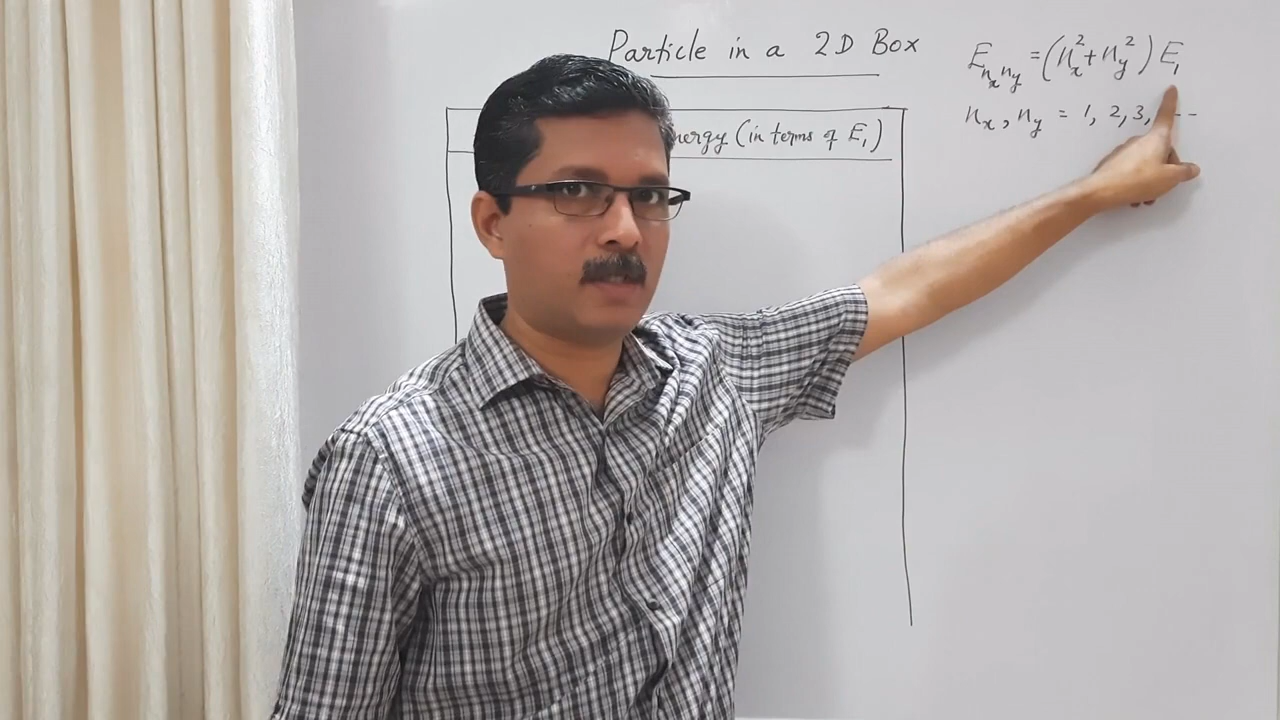 Particle in a 2D Box
E_{n_x n_y} = (n_x^2 + n_y^2) E_1
n_x, n_y = 1, 2, 3, --
nergy (in terms of E_1)